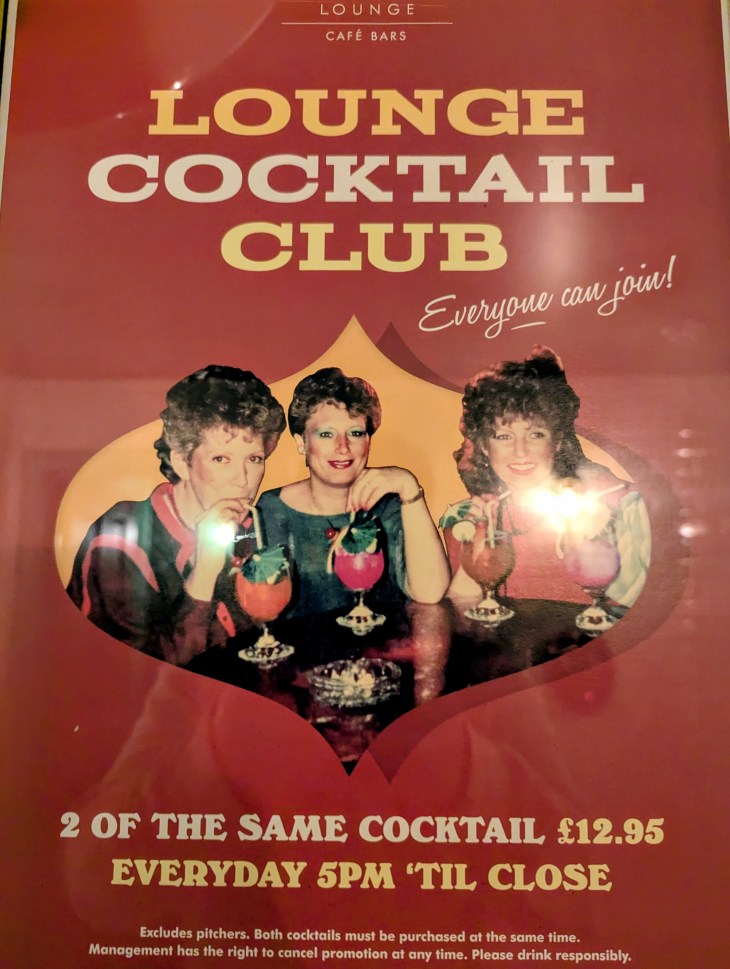 LOUNGE
CAFÉ BARS
LOUNGE
COCKTAIL
CLUB
Everyone can join!
2 OF THE SAME COCKTAIL £12.95
EVERYDAY 5PM ‘TIL CLOSE
Excludes pitchers. Both cocktails must be purchased at the same time.
Management has the right to cancel promotion at any time. Please drink responsibly.